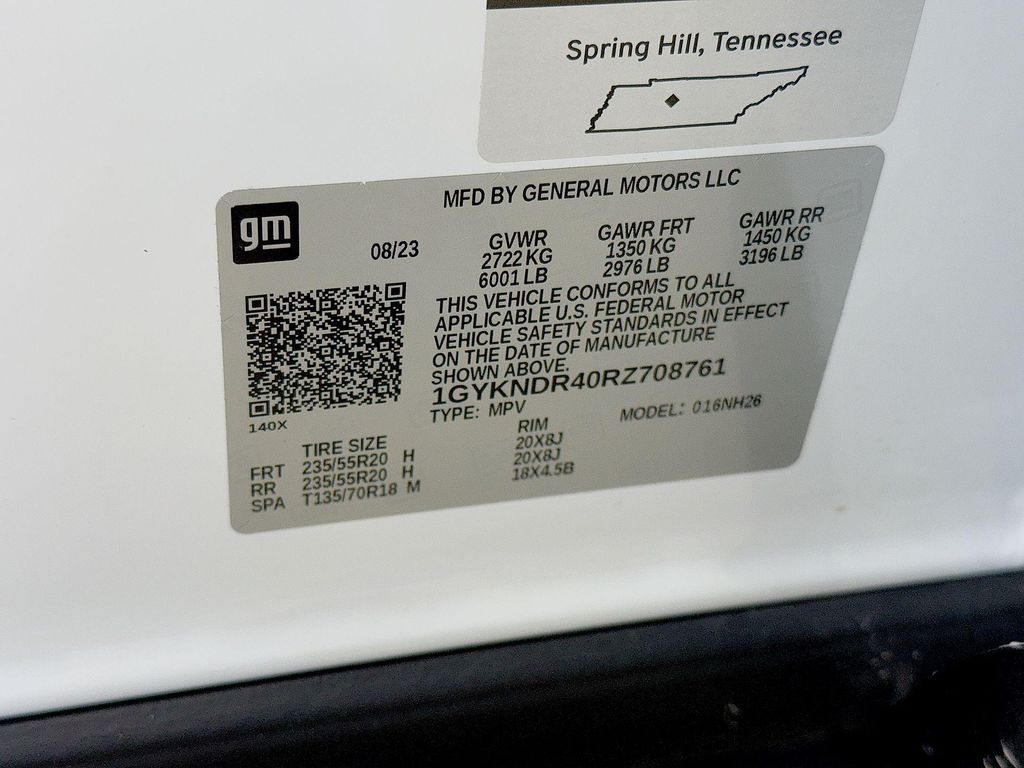 Spring Hill, Tennessee
MFD BY GENERAL MOTORS LLC
gm
08/23
GVWR
2722 KG
6001 LB
GAWR FRT
1350 KG
2976 LB
GAWR RR
1450 KG
3196 LB
THIS VEHICLE CONFORMS TO ALL
APPLICABLE U.S. FEDERAL MOTOR
VEHICLE SAFETY STANDARDS IN EFFECT
ON THE DATE OF MANUFACTURE
SHOWN ABOVE.
1GYKNDR40RZ708761
TYPE: MPV MODEL: 016NH26
140X
TIRE SIZE RIM
FRT 235/55R20 H 20X8J
RR 235/55R20 H 20X8J
SPA T135/70R18 M 18X4.5B